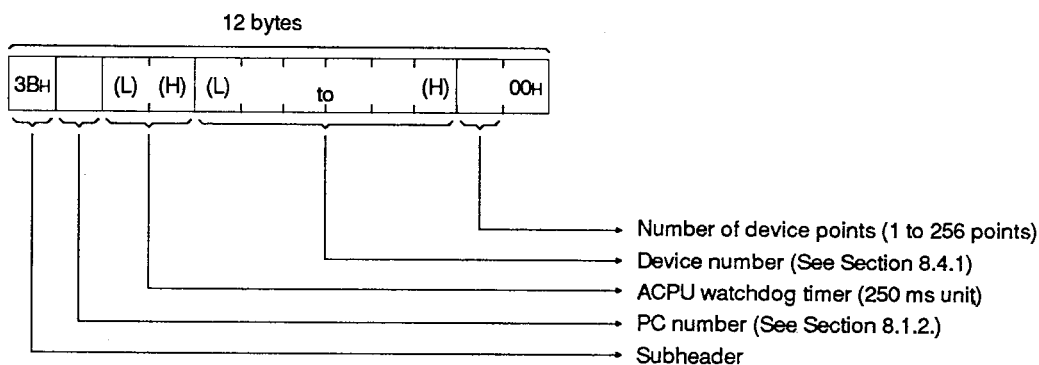 12 bytes
3BH (L) (H) (L) to (H) 00H
Number of device points (1 to 256 points)
Device number (See Section 8.4.1)
ACPU watchdog timer (250 ms unit)
PC number (See Section 8.1.2.)
Subheader